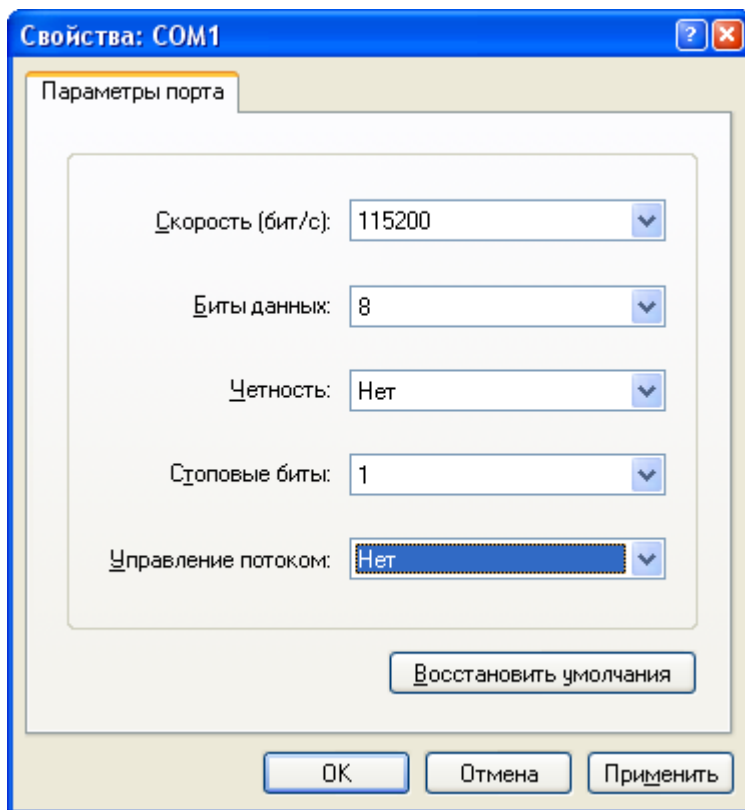 Свойства: COM1
Параметры порта
Скорость (бит/с): 115200
Биты данных: 8
Четность: Нет
Стоповые биты: 1
Управление потоком: Нет
Восстановить умолчания
OK Отмена Применить